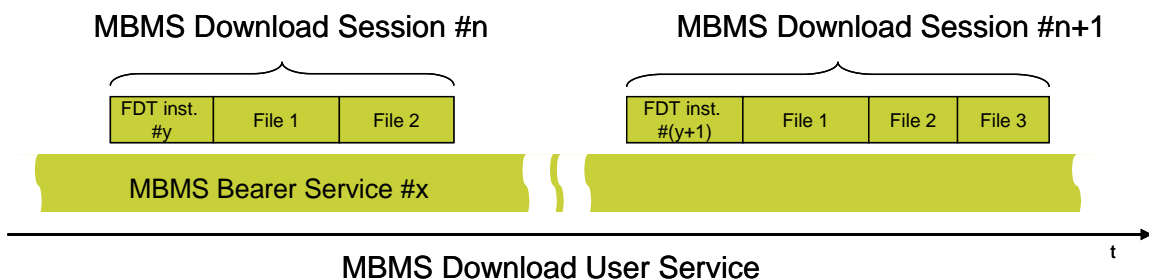 MBMS Download Session #n
MBMS Download Session #n+1
FDT inst.
#y
File 1
File 2
FDT inst.
#(y+1)
File 1
File 2
File 3
MBMS Bearer Service #x
t
MBMS Download User Service